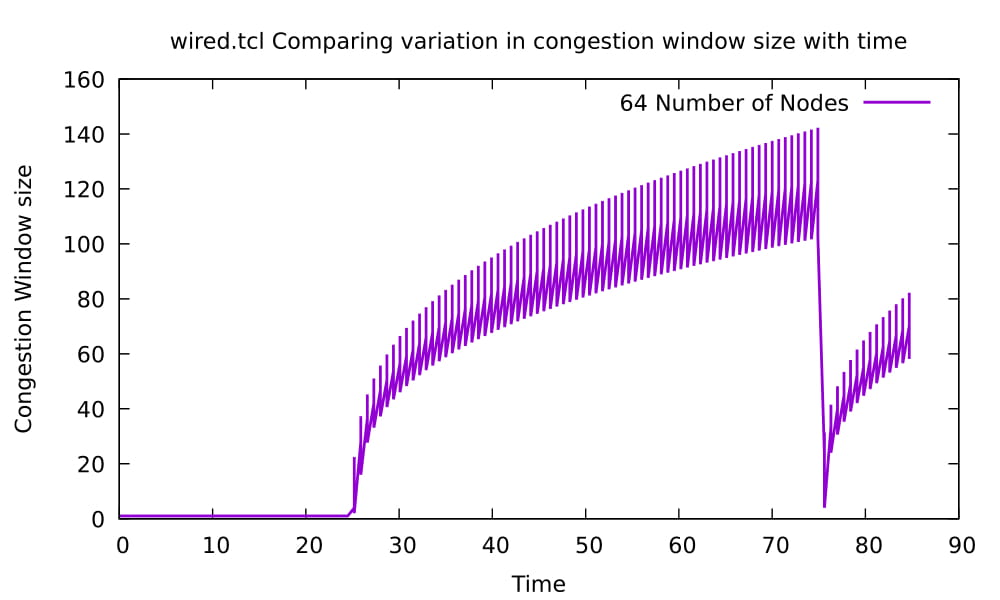 wired.tcl Comparing variation in congestion window size with time
64 Number of Nodes
Congestion Window size
160
140
120
100
80
60
40
20
0
0 10 20 30 40 50 60 70 80 90
Time